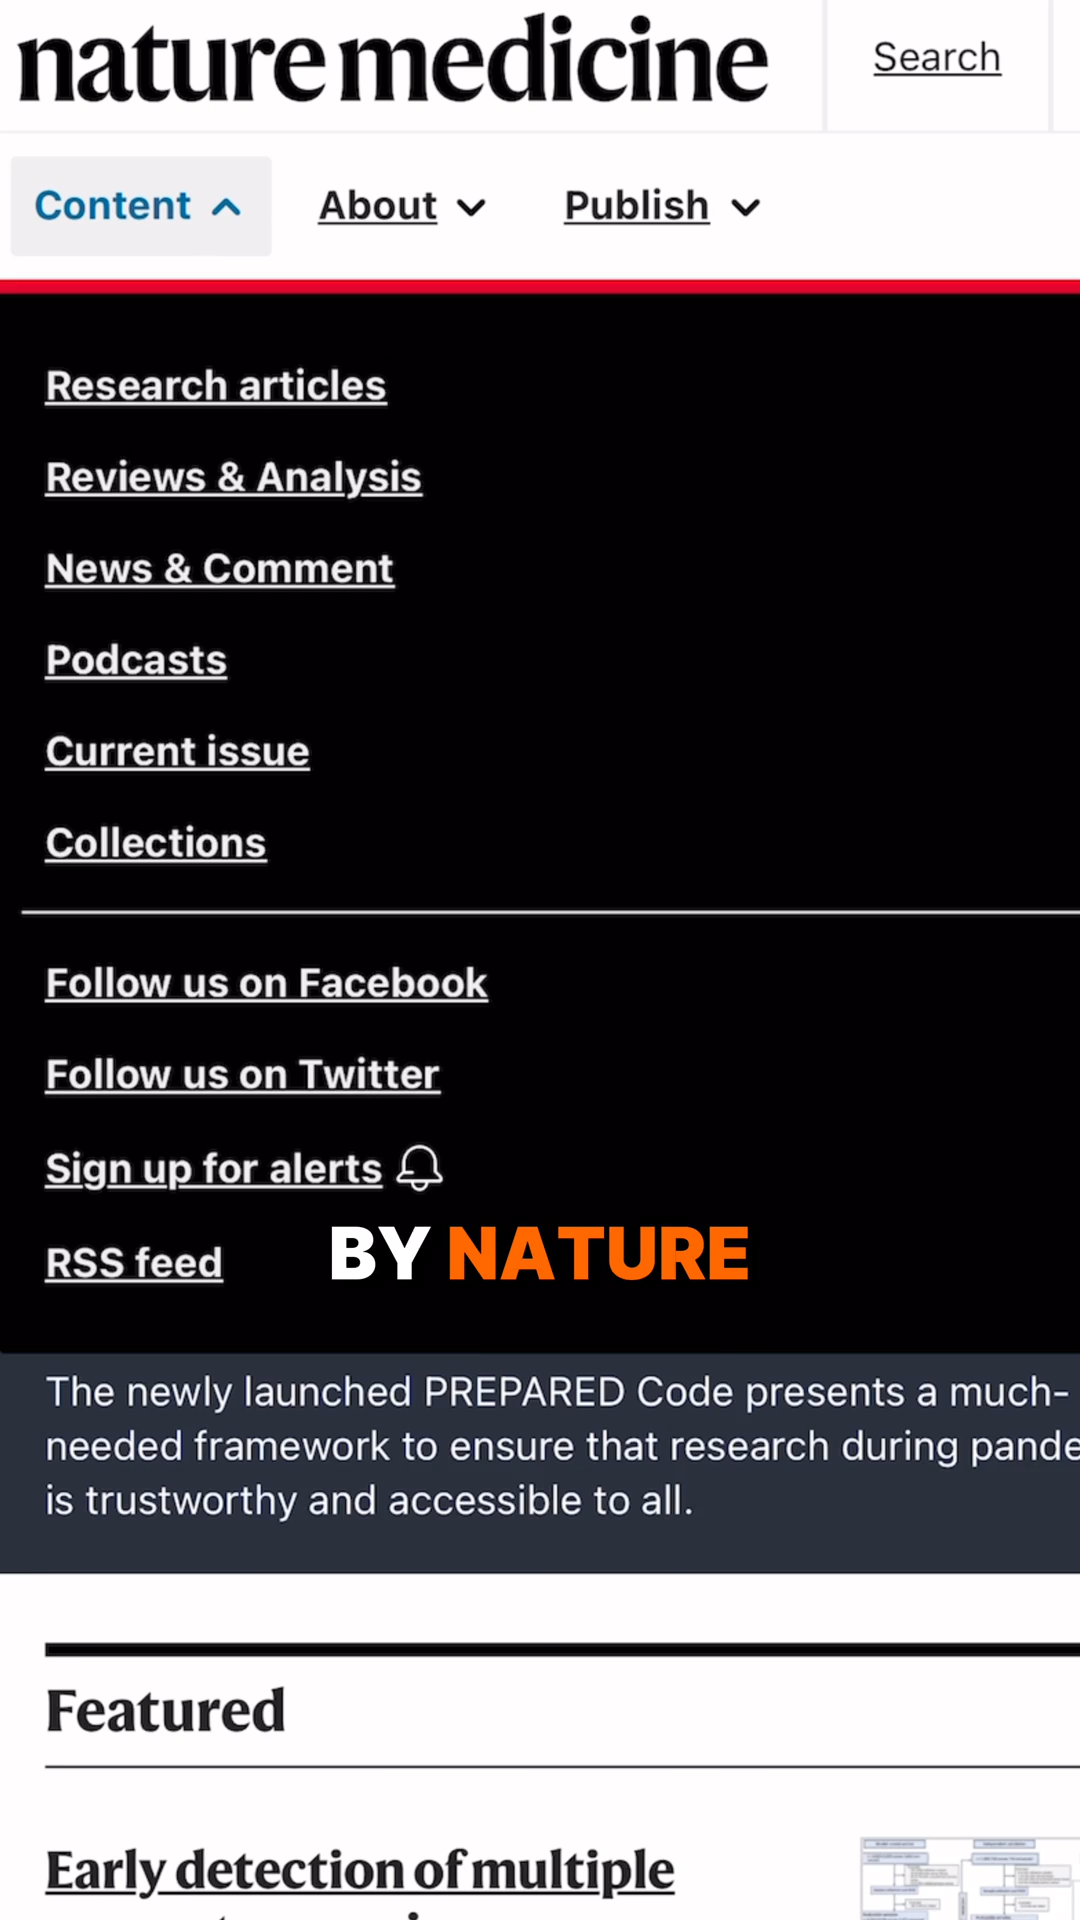 nature medicine
Search
Content
About
Publish
Research articles
Reviews & Analysis
News & Comment
Podcasts
Current issue
Collections
Follow us on Facebook
Follow us on Twitter
Sign up for alerts
RSS feed
BY NATURE
The newly launched PREPARED Code presents a much-
needed framework to ensure that research during pande
is trustworthy and accessible to all.
Featured
Early detection of multiple